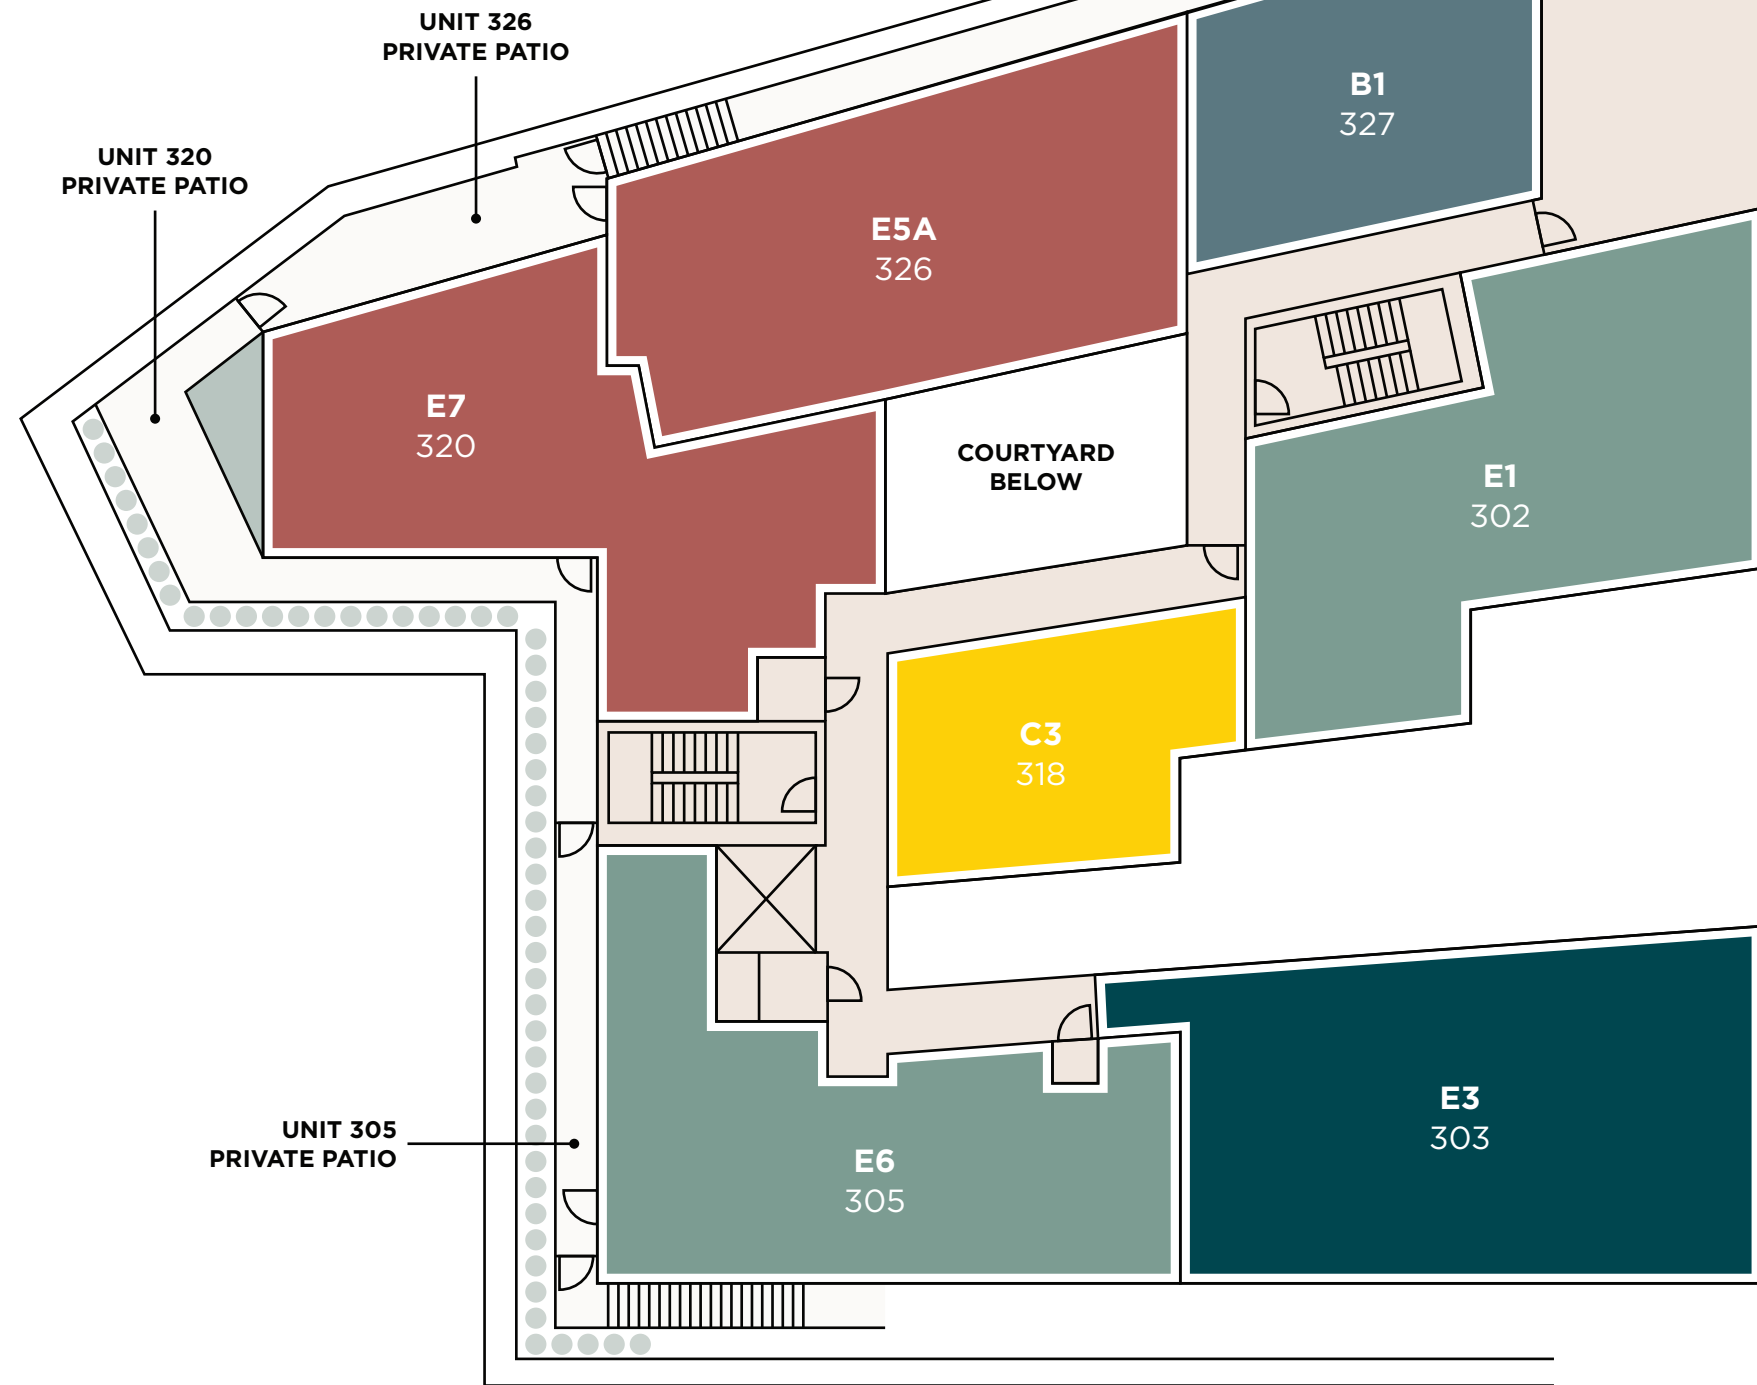 UNIT 326
PRIVATE PATIO
UNIT 320
PRIVATE PATIO
B1
327
E5A
326
E7
320
COURTYARD
BELOW
E1
302
C3
318
E3
303
UNIT 305
PRIVATE PATIO
E6
305